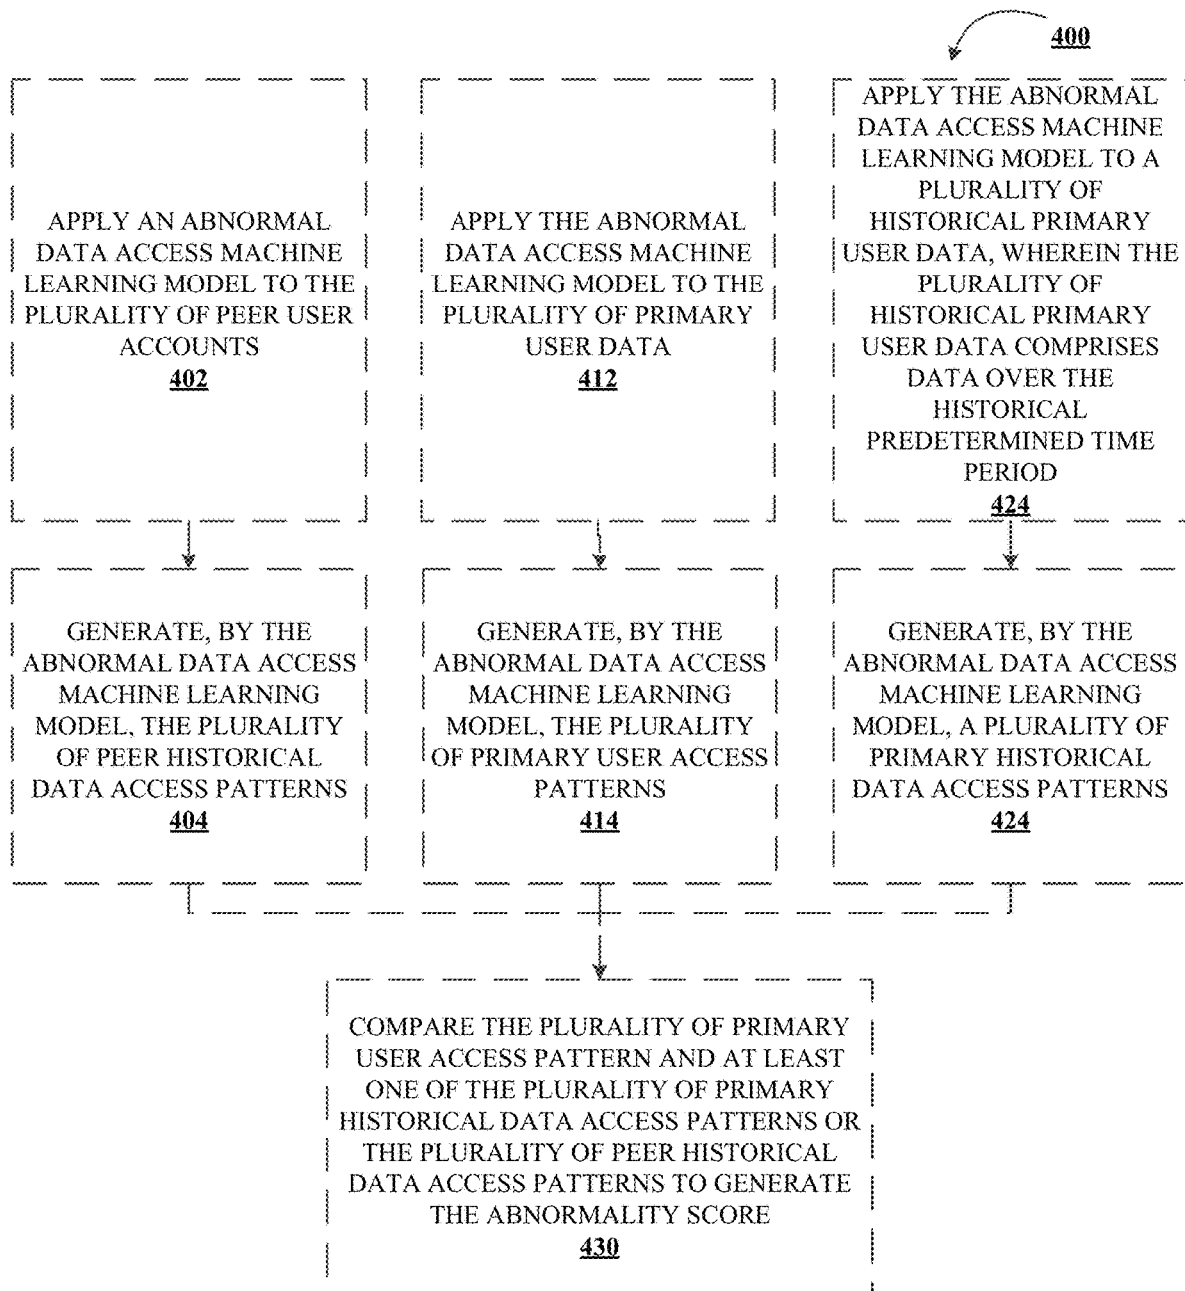 400
APPLY AN ABNORMAL
DATA ACCESS MACHINE
LEARNING MODEL TO THE
PLURALITY OF PEER USER
ACCOUNTS
402
APPLY THE ABNORMAL
DATA ACCESS MACHINE
LEARNING MODEL TO THE
PLURALITY OF PRIMARY
USER DATA
412
APPLY THE ABNORMAL
DATA ACCESS MACHINE
LEARNING MODEL TO A
PLURALITY OF
HISTORICAL PRIMARY
USER DATA, WHEREIN THE
PLURALITY OF
HISTORICAL PRIMARY
USER DATA COMPRISES
DATA OVER THE
HISTORICAL
PREDETERMINED TIME
PERIOD
424
GENERATE, BY THE
ABNORMAL DATA ACCESS
MACHINE LEARNING
MODEL, THE PLURALITY
OF PEER HISTORICAL
DATA ACCESS PATTERNS
404
GENERATE, BY THE
ABNORMAL DATA ACCESS
MACHINE LEARNING
MODEL, THE PLURALITY
OF PRIMARY USER ACCESS
PATTERNS
414
GENERATE, BY THE
ABNORMAL DATA ACCESS
MACHINE LEARNING
MODEL, A PLURALITY OF
PRIMARY HISTORICAL
DATA ACCESS PATTERNS
424
COMPARE THE PLURALITY OF PRIMARY
USER ACCESS PATTERN AND AT LEAST
ONE OF THE PLURALITY OF PRIMARY
HISTORICAL DATA ACCESS PATTERNS OR
THE PLURALITY OF PEER HISTORICAL
DATA ACCESS PATTERNS TO GENERATE
THE ABNORMALITY SCORE
430